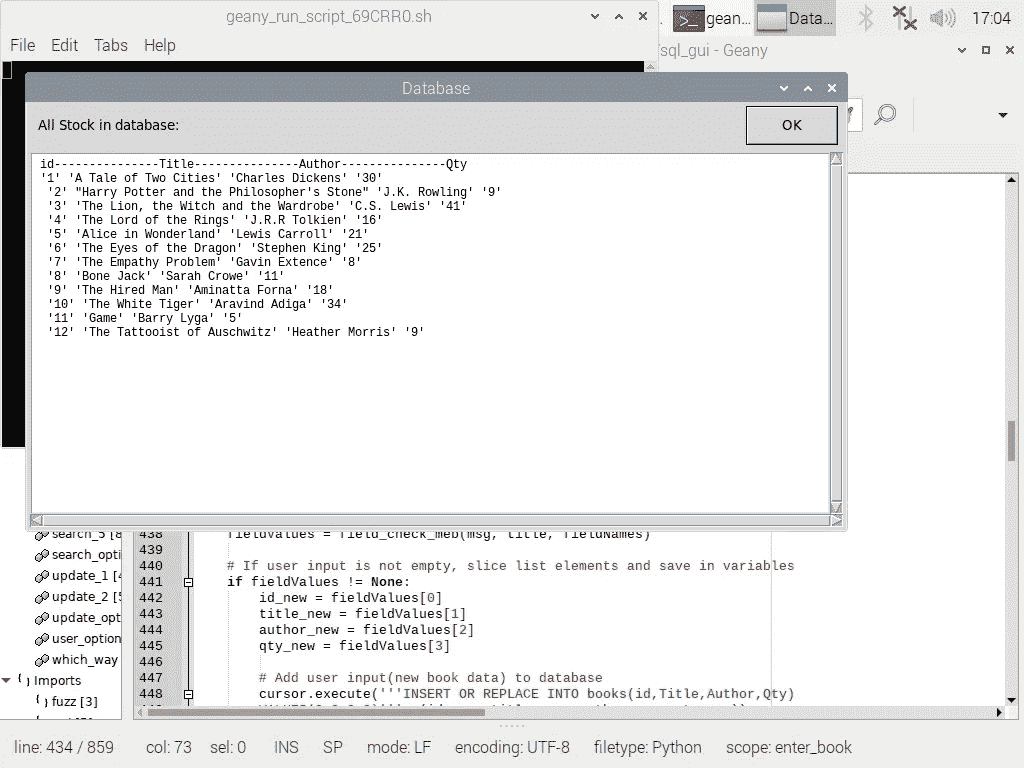 geany_run_script_69CRR0.sh
gean...
Data...
17:04
File Edit Tabs Help
sql_gui - Geany
Database
All Stock in database:
OK
id--------------Title--------------Author--------------Qty
'1' 'A Tale of Two Cities' 'Charles Dickens' '30'
'2' "Harry Potter and the Philosopher's Stone" 'J.K. Rowling' '9'
'3' 'The Lion, the Witch and the Wardrobe' 'C.S. Lewis' '41'
'4' 'The Lord of the Rings' 'J.R.R Tolkien' '16'
'5' 'Alice in Wonderland' 'Lewis Carroll' '21'
'6' 'The Eyes of the Dragon' 'Stephen King' '25'
'7' 'The Empathy Problem' 'Gavin Extence' '8'
'8' 'Bone Jack' 'Sarah Crowe' '11'
'9' 'The Hired Man' 'Aminatta Forna' '18'
'10' 'The White Tiger' 'Aravind Adiga' '34'
'11' 'Game' 'Barry Lyga' '5'
'12' 'The Tattooist of Auschwitz' 'Heather Morris' '9'
search_5 [8
search_opti
update_1 [4
update_2 [5
update_opt
user_option
which_way
Imports
fuzz [3]
438 fieldValues = field_check_meb(msg, title, fieldNames)
439
440 # If user input is not empty, slice list elements and save in variables
441 if fieldValues != None:
442 id_new = fieldValues[0]
443 title_new = fieldValues[1]
444 author_new = fieldValues[2]
445 qty_new = fieldValues[3]
446
447 # Add user input(new book data) to database
448 cursor.execute('''INSERT OR REPLACE INTO books(id,Title,Author,Qty)
line: 434 / 859 col: 73 sel: 0 INS SP mode: LF encoding: UTF-8 filetype: Python scope: enter_book